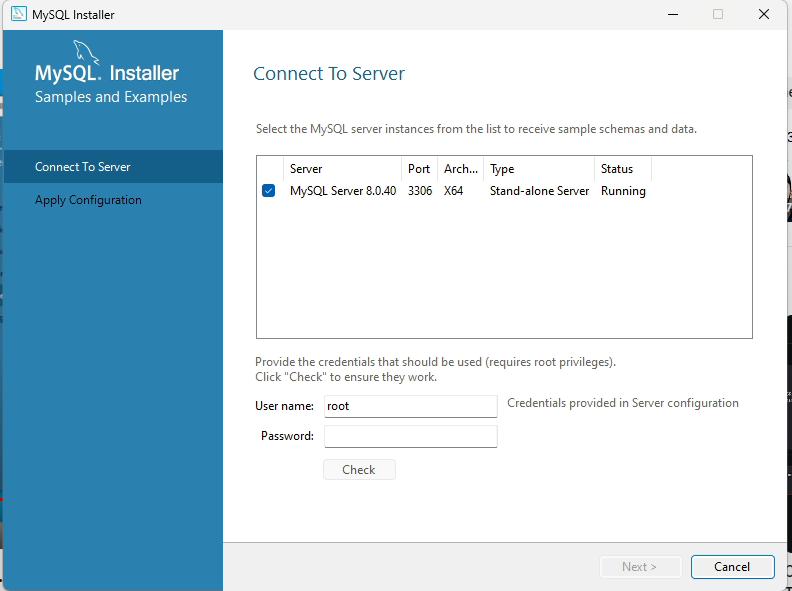 MySQL Installer
MySQL. Installer
Samples and Examples
Connect To Server
Apply Configuration
Connect To Server
Select the MySQL server instances from the list to receive sample schemas and data.
Server Port Arch... Type Status
MySQL Server 8.0.40 3306 X64 Stand-alone Server Running
Provide the credentials that should be used (requires root privileges).
Click "Check" to ensure they work.
User name: root Credentials provided in Server configuration
Password:
Check
Next > Cancel